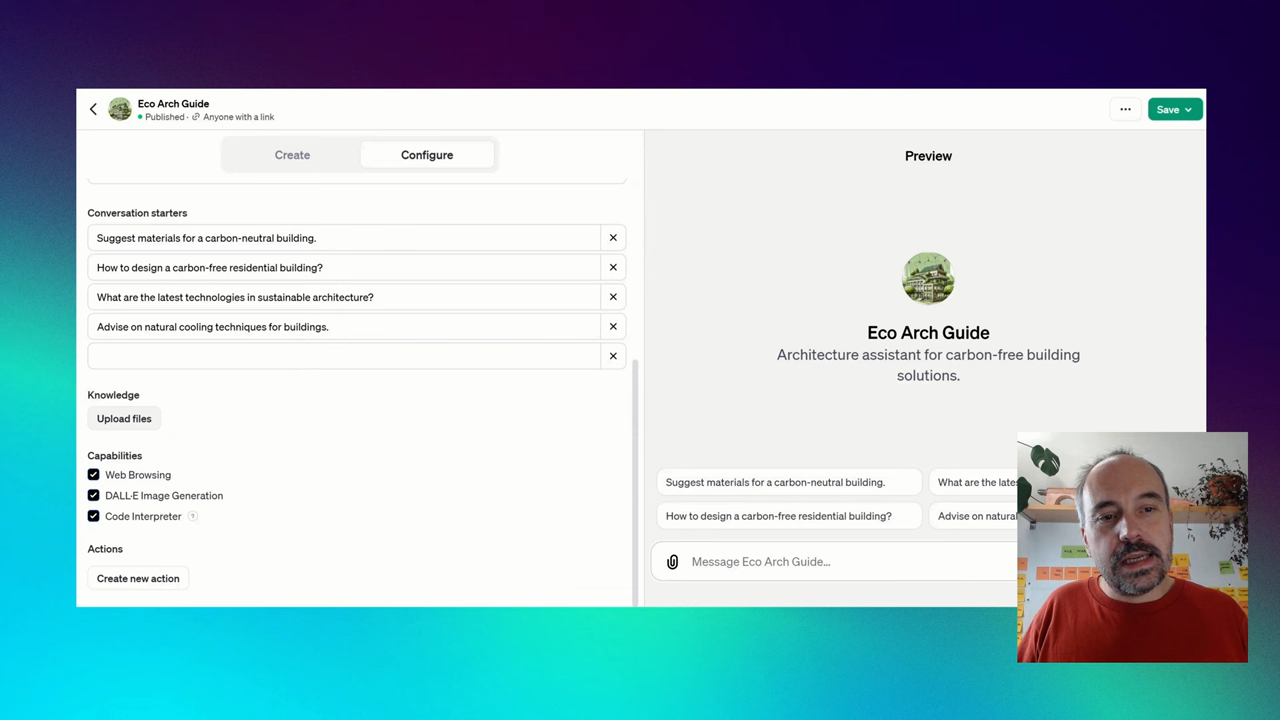 Eco Arch Guide
Published · Anyone with a link
Save
Create
Configure
Conversation starters
Suggest materials for a carbon-neutral building.
How to design a carbon-free residential building?
What are the latest technologies in sustainable architecture?
Advise on natural cooling techniques for buildings.
Knowledge
Upload files
Capabilities
Web Browsing
DALL·E Image Generation
Code Interpreter ?
Actions
Create new action
Preview
Eco Arch Guide
Architecture assistant for carbon-free building
solutions.
Suggest materials for a carbon-neutral building.
What are the
How to design a carbon-free residential building?
Advise on natural
Message Eco Arch Guide...